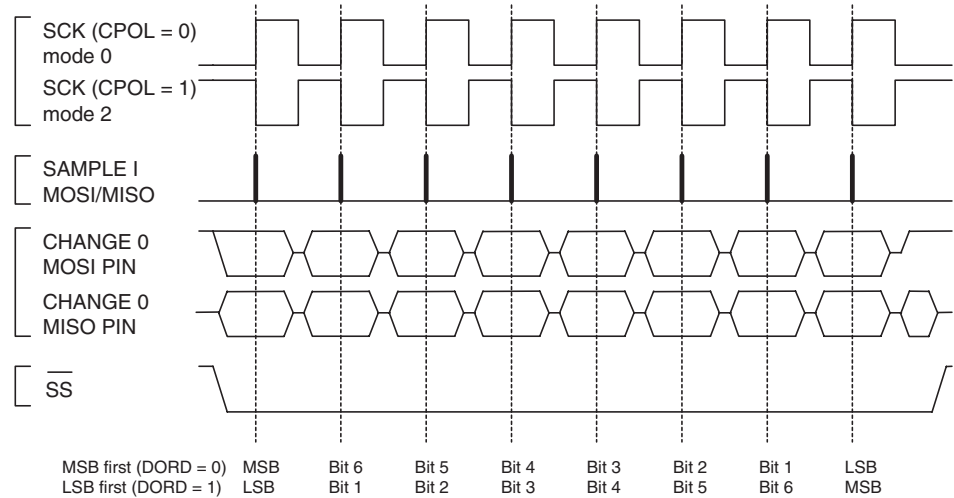 SCK (CPOL = 0)
mode 0
SCK (CPOL = 1)
mode 2
SAMPLE I
MOSI/MISO
CHANGE 0
MOSI PIN
CHANGE 0
MISO PIN
SS
MSB first (DORD = 0) MSB Bit 6 Bit 5 Bit 4 Bit 3 Bit 2 Bit 1 LSB
LSB first (DORD = 1) LSB Bit 1 Bit 2 Bit 3 Bit 4 Bit 5 Bit 6 MSB